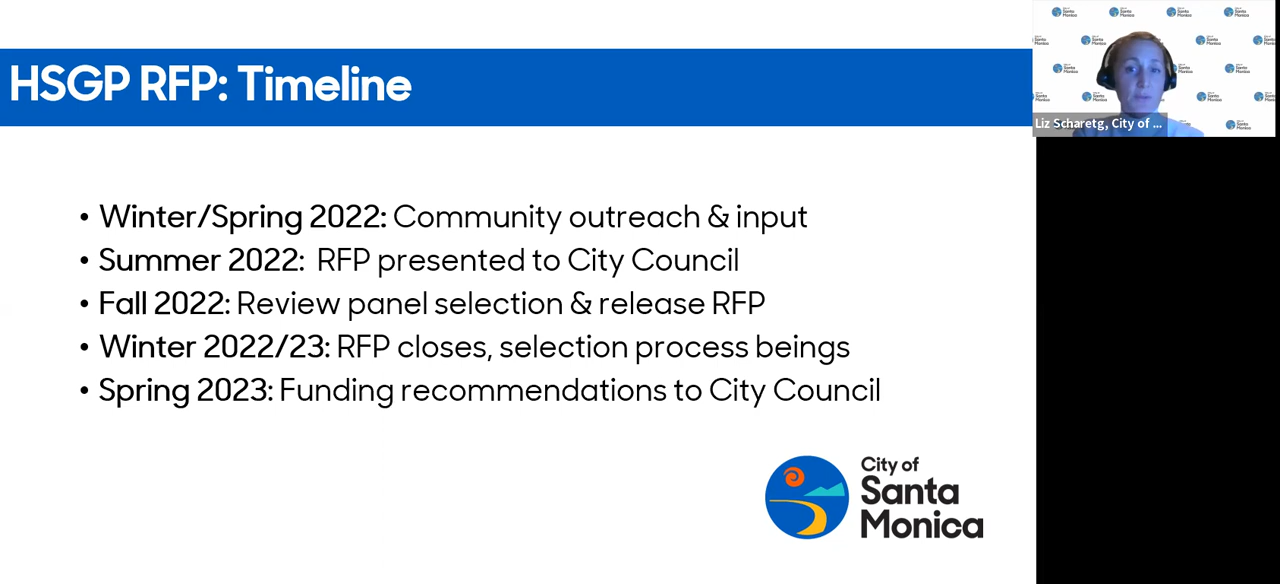 HSGP RFP: Timeline
• Winter/Spring 2022: Community outreach & input
• Summer 2022: RFP presented to City Council
• Fall 2022: Review panel selection & release RFP
• Winter 2022/23: RFP closes, selection process beings
• Spring 2023: Funding recommendations to City Council
City of
Santa
Monica
Liz Scharetg, City of ...